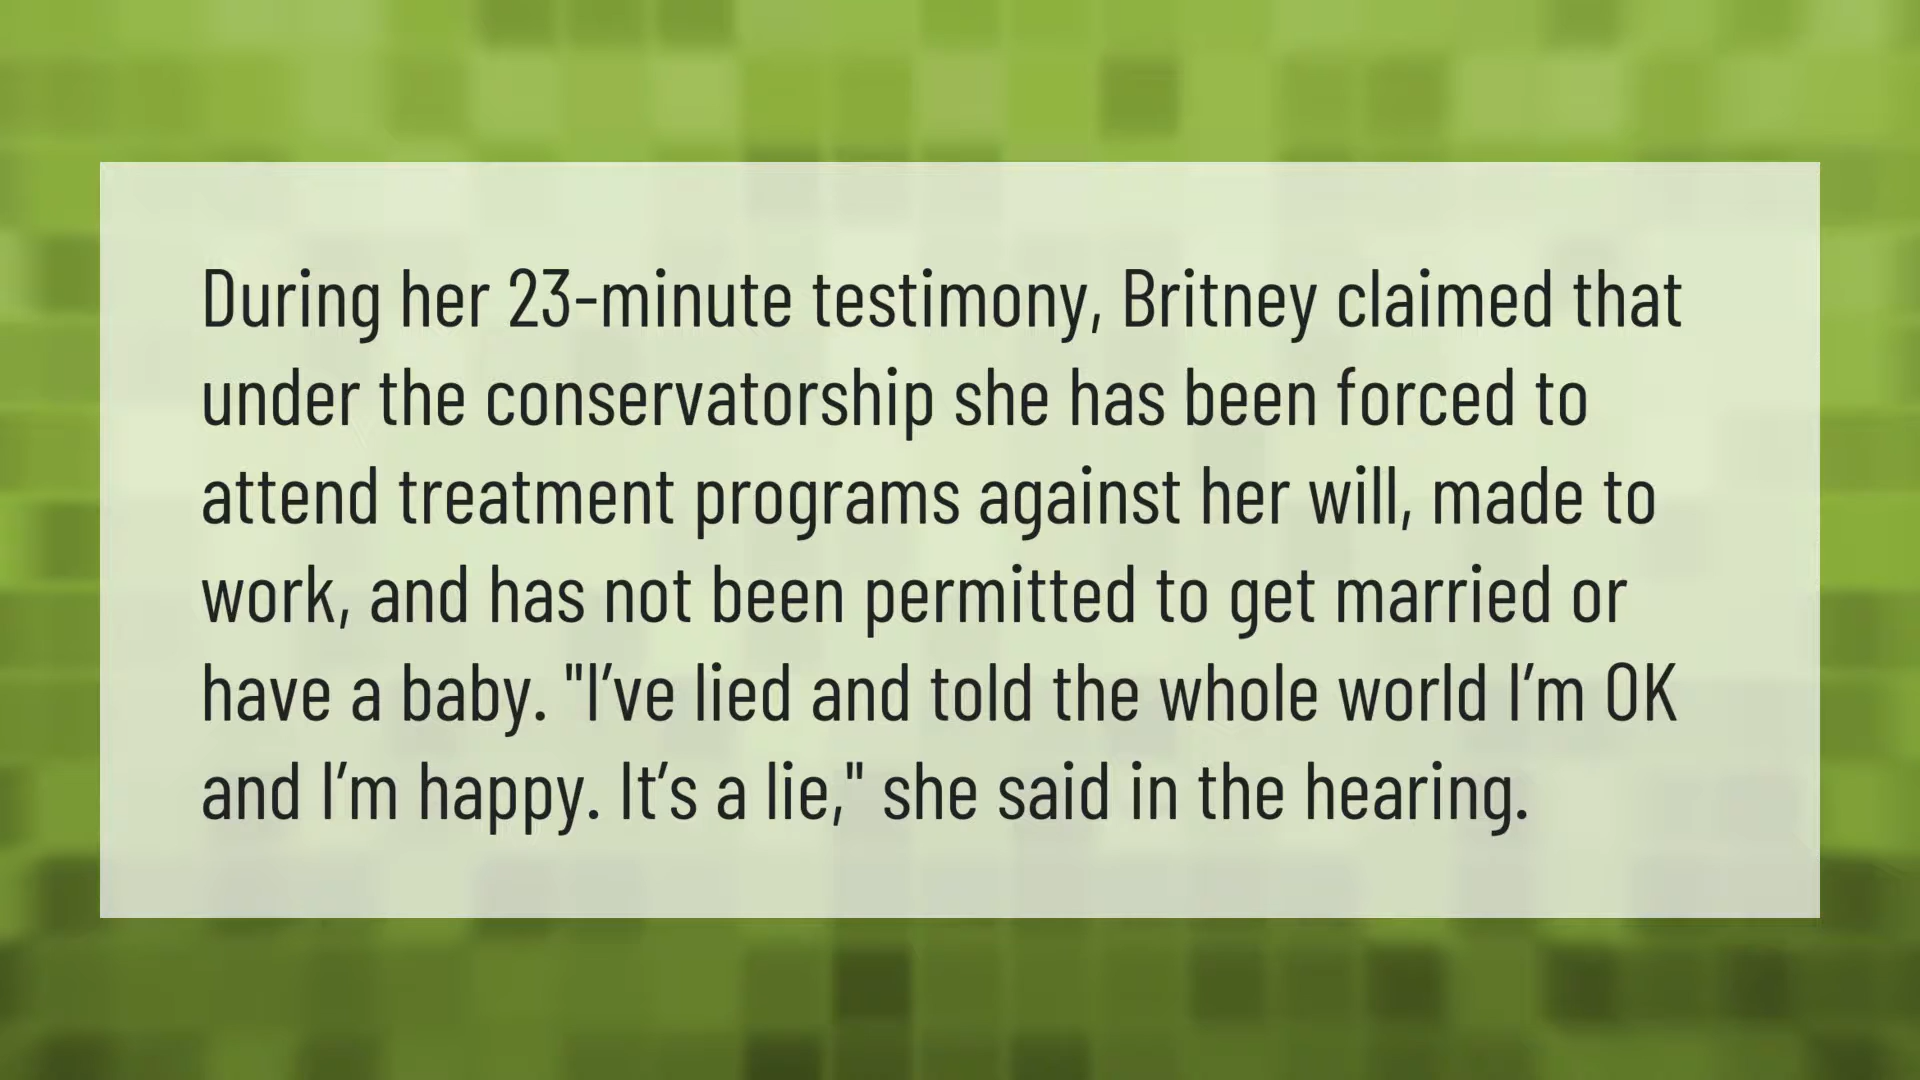 During her 23-minute testimony, Britney claimed that
under the conservatorship she has been forced to
attend treatment programs against her will, made to
work, and has not been permitted to get married or
have a baby. "I’ve lied and told the whole world I’m OK
and I’m happy. It’s a lie," she said in the hearing.